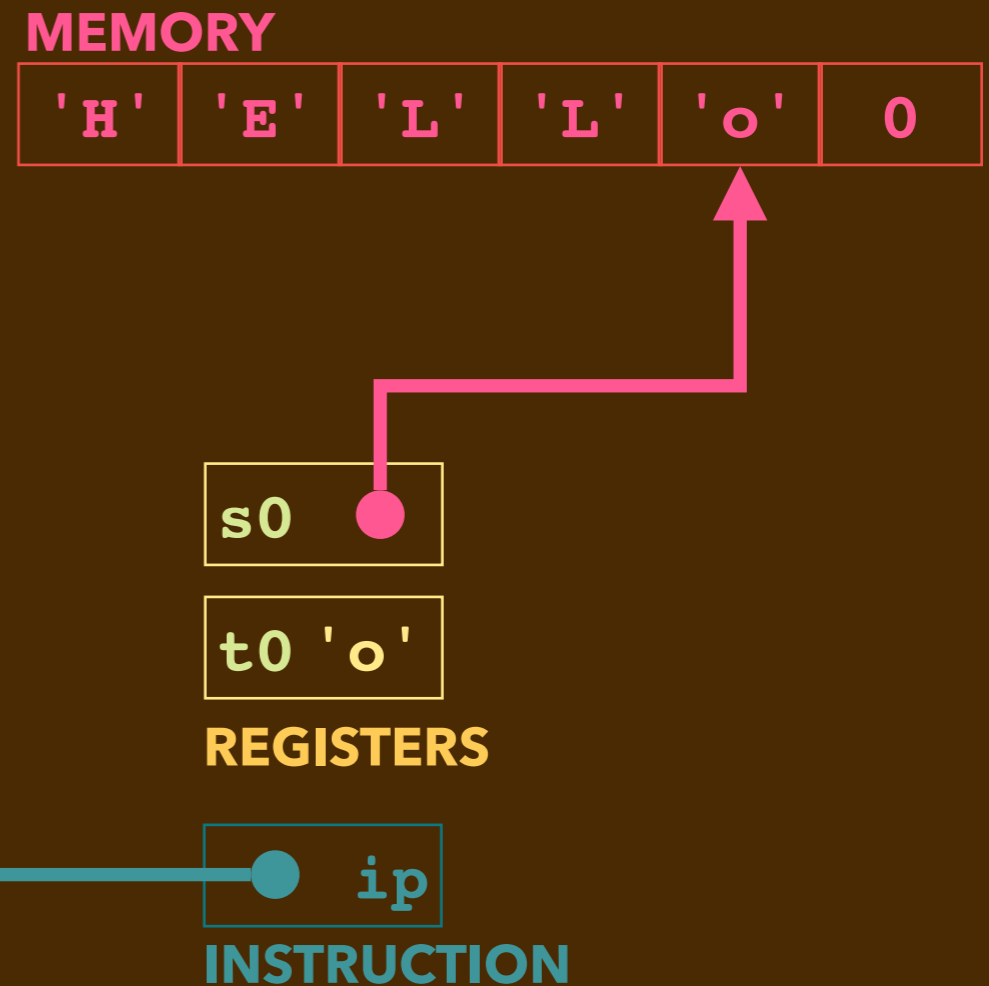 MEMORY
'H' 'E' 'L' 'L' 'o' 0
s0
t0 'o'
REGISTERS
ip
INSTRUCTION